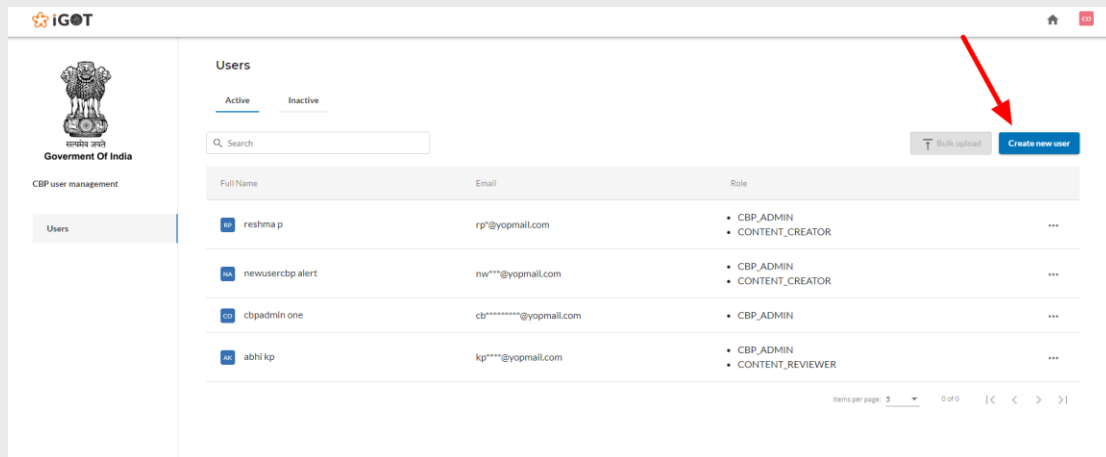 iGOT
CO
सत्यमेव जयते
Goverment Of India
CBP user management
Users
Users
Active Inactive
Search
Bulk upload
Create new user
Full Name Email Role
RP reshma p rp*@yopmail.com
• CBP_ADMIN
• CONTENT_CREATOR
NA newusercbp alert nw***@yopmail.com
• CBP_ADMIN
• CONTENT_CREATOR
CO cbpadmin one cb*********@yopmail.com
• CBP_ADMIN
AK abhi kp kp****@yopmail.com
• CBP_ADMIN
• CONTENT_REVIEWER
Items per page: 5 0 of 0